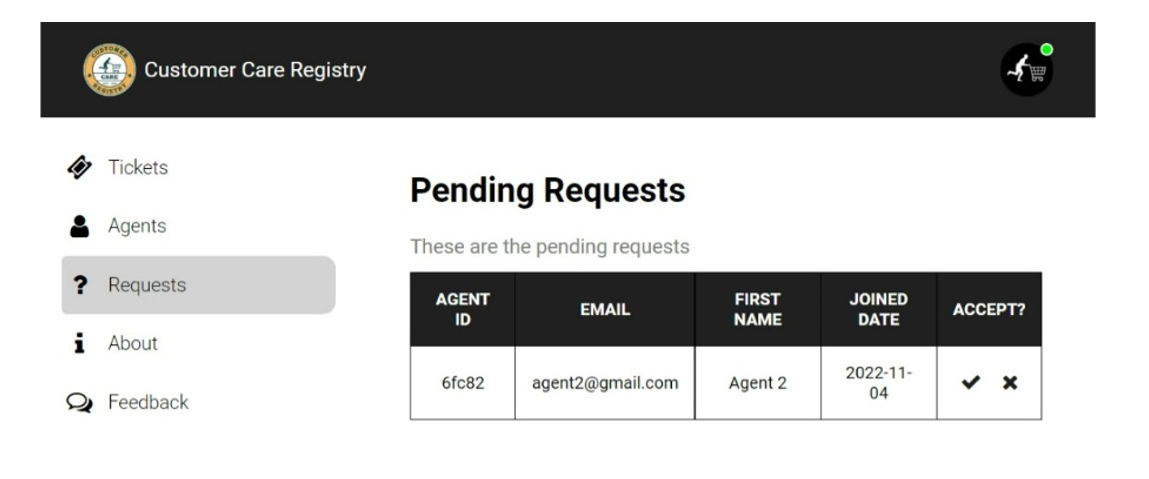 CUSTOMER
CARE
REGISTRY
Customer Care Registry
Tickets
Agents
? Requests
About
Feedback
Pending Requests
These are the pending requests
AGENT ID EMAIL FIRST NAME JOINED DATE ACCEPT?
6fc82 agent2@gmail.com Agent 2 2022-11-04